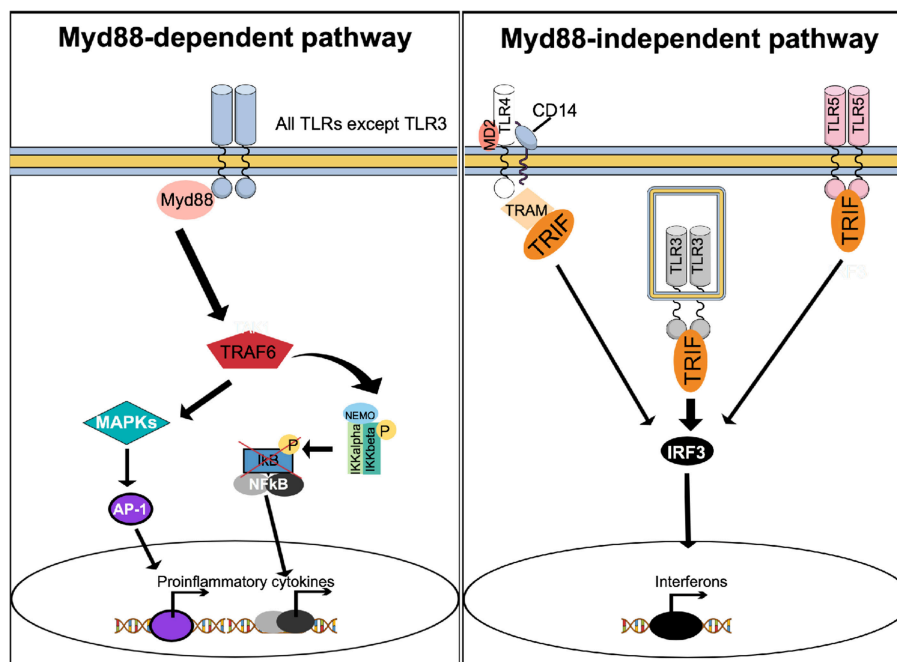 Myd88-dependent pathway
All TLRs except TLR3
Myd88
TRAF6
MAPKs
NEMO
P
IKKalpha
IKKbeta
P
IkB
NFkB
AP-1
Proinflammatory cytokines
Myd88-independent pathway
MD2
TLR4
CD14
TLR5
TLR5
TRAM
TRIF
TRIF
IRF3
TLR3
TLR3
TRIF
IRF3
Interferons